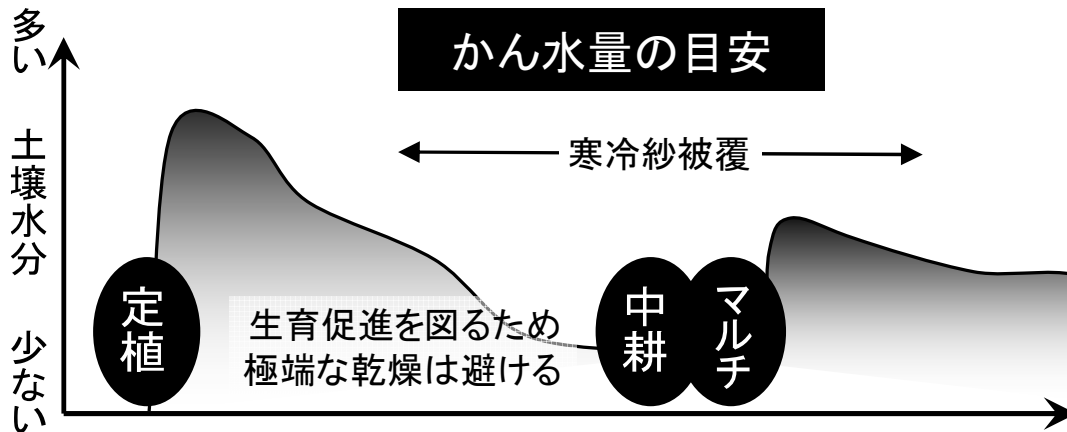 かん水量の目安
多い
土壌水分
少ない
寒冷紗被覆
定植
生育促進を図るため
極端な乾燥は避ける
中耕
マルチ